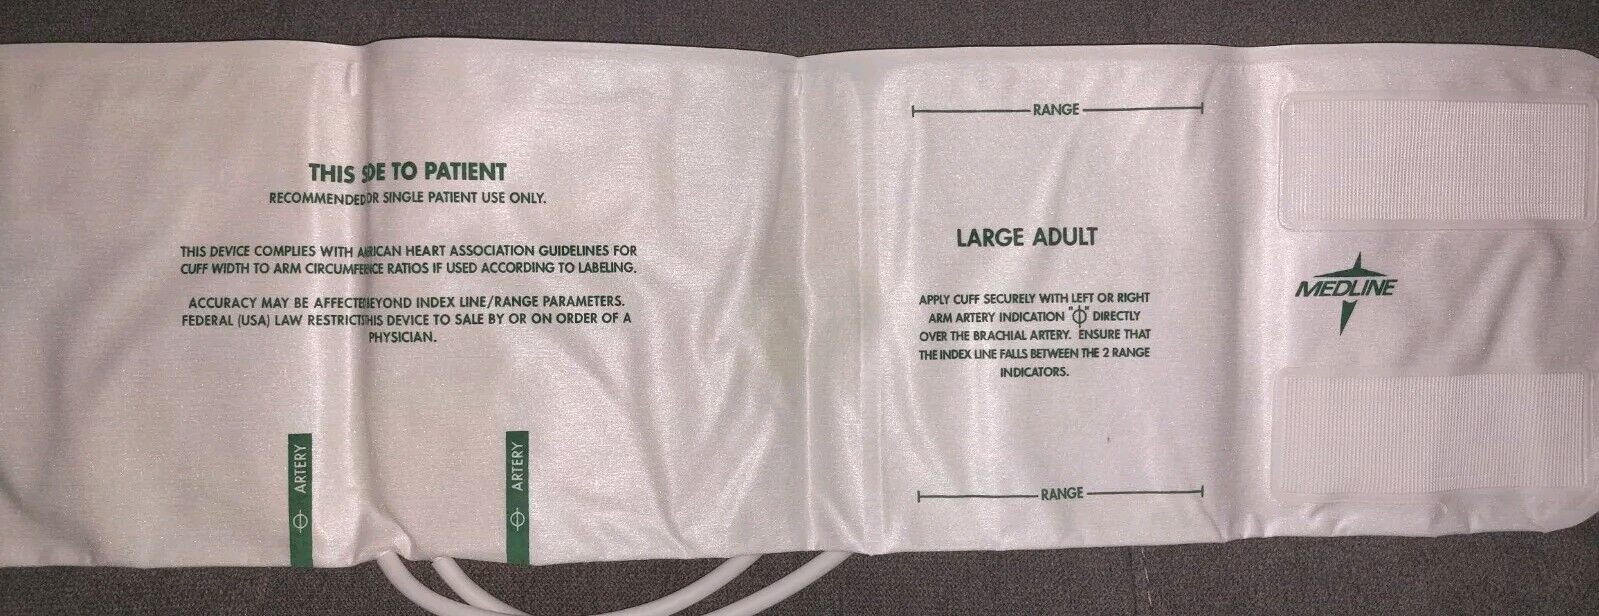 THIS SIDE TO PATIENT
RECOMMENDED FOR SINGLE PATIENT USE ONLY.
THIS DEVICE COMPLIES WITH AMERICAN HEART ASSOCIATION GUIDELINES FOR
CUFF WIDTH TO ARM CIRCUMFERENCE RATIOS IF USED ACCORDING TO LABELING.
ACCURACY MAY BE AFFECTED BEYOND INDEX LINE/RANGE PARAMETERS.
FEDERAL (USA) LAW RESTRICTS THIS DEVICE TO SALE BY OR ON ORDER OF A
PHYSICIAN.
ARTERY
ARTERY
RANGE
LARGE ADULT
APPLY CUFF SECURELY WITH LEFT OR RIGHT
ARM ARTERY INDICATION "⌽" DIRECTLY
OVER THE BRACHIAL ARTERY. ENSURE THAT
THE INDEX LINE FALLS BETWEEN THE 2 RANGE
INDICATORS.
RANGE
MEDLINE